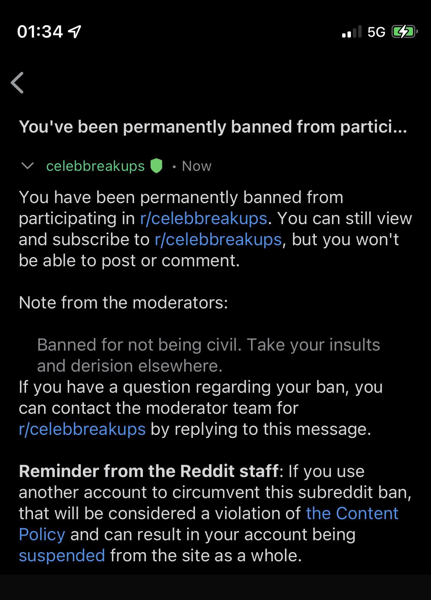 01:34 5G
You've been permanently banned from partici...
celebbreakups • Now
You have been permanently banned from
participating in r/celebbreakups. You can still view
and subscribe to r/celebbreakups, but you won't
be able to post or comment.
Note from the moderators:
Banned for not being civil. Take your insults
and derision elsewhere.
If you have a question regarding your ban, you
can contact the moderator team for
r/celebbreakups by replying to this message.
Reminder from the Reddit staff: If you use
another account to circumvent this subreddit ban,
that will be considered a violation of the Content
Policy and can result in your account being
suspended from the site as a whole.